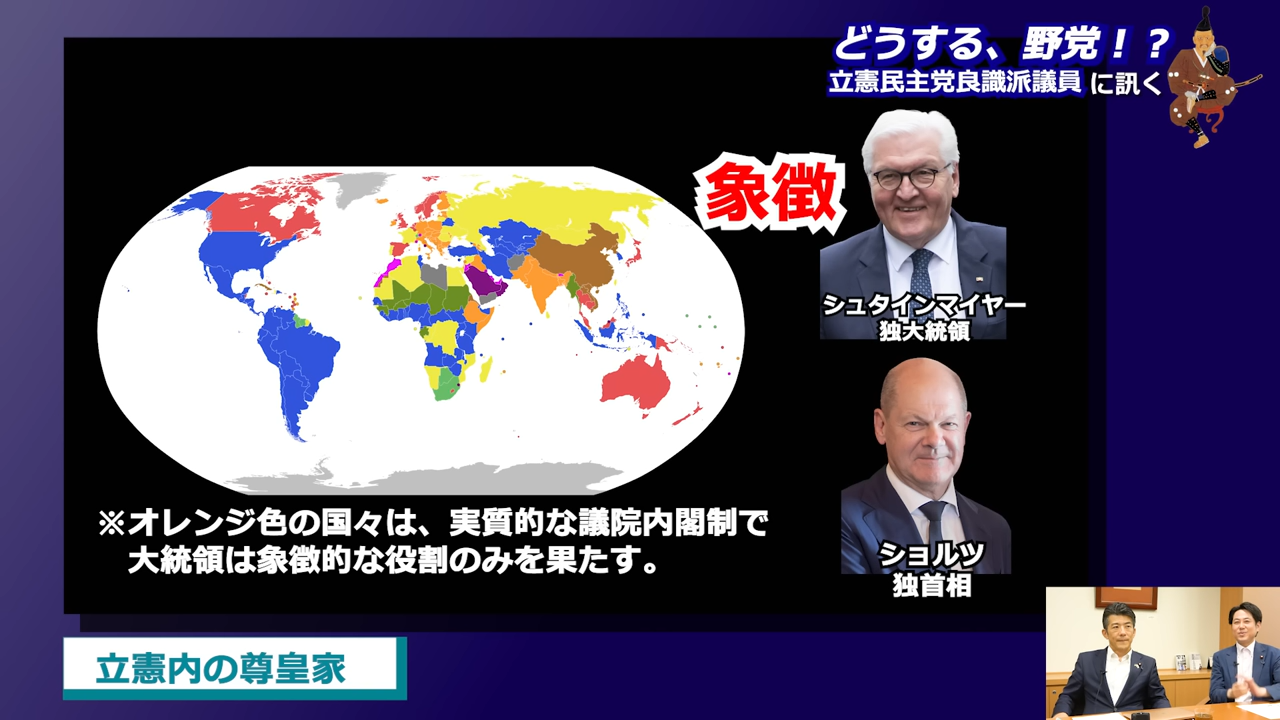 どうする、野党！？
立憲民主党良識派議員 に訊く
象徴
シュタインマイヤー
独大統領
ショルツ
独首相
※オレンジ色の国々は、実質的な議院内閣制で
大統領は象徴的な役割のみを果たす。
立憲内の尊皇家